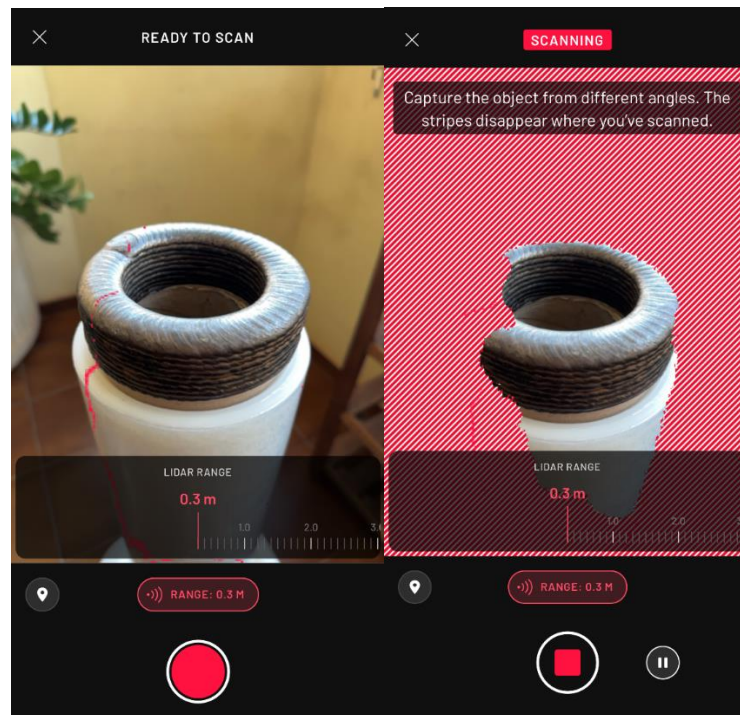 READY TO SCAN
LIDAR RANGE
0.3 m
1.0 2.0 3.
RANGE: 0.3 M
SCANNING
Capture the object from different angles. The
stripes disappear where you've scanned.
LIDAR RANGE
0.3 m
1.0 2.0
RANGE: 0.3 M